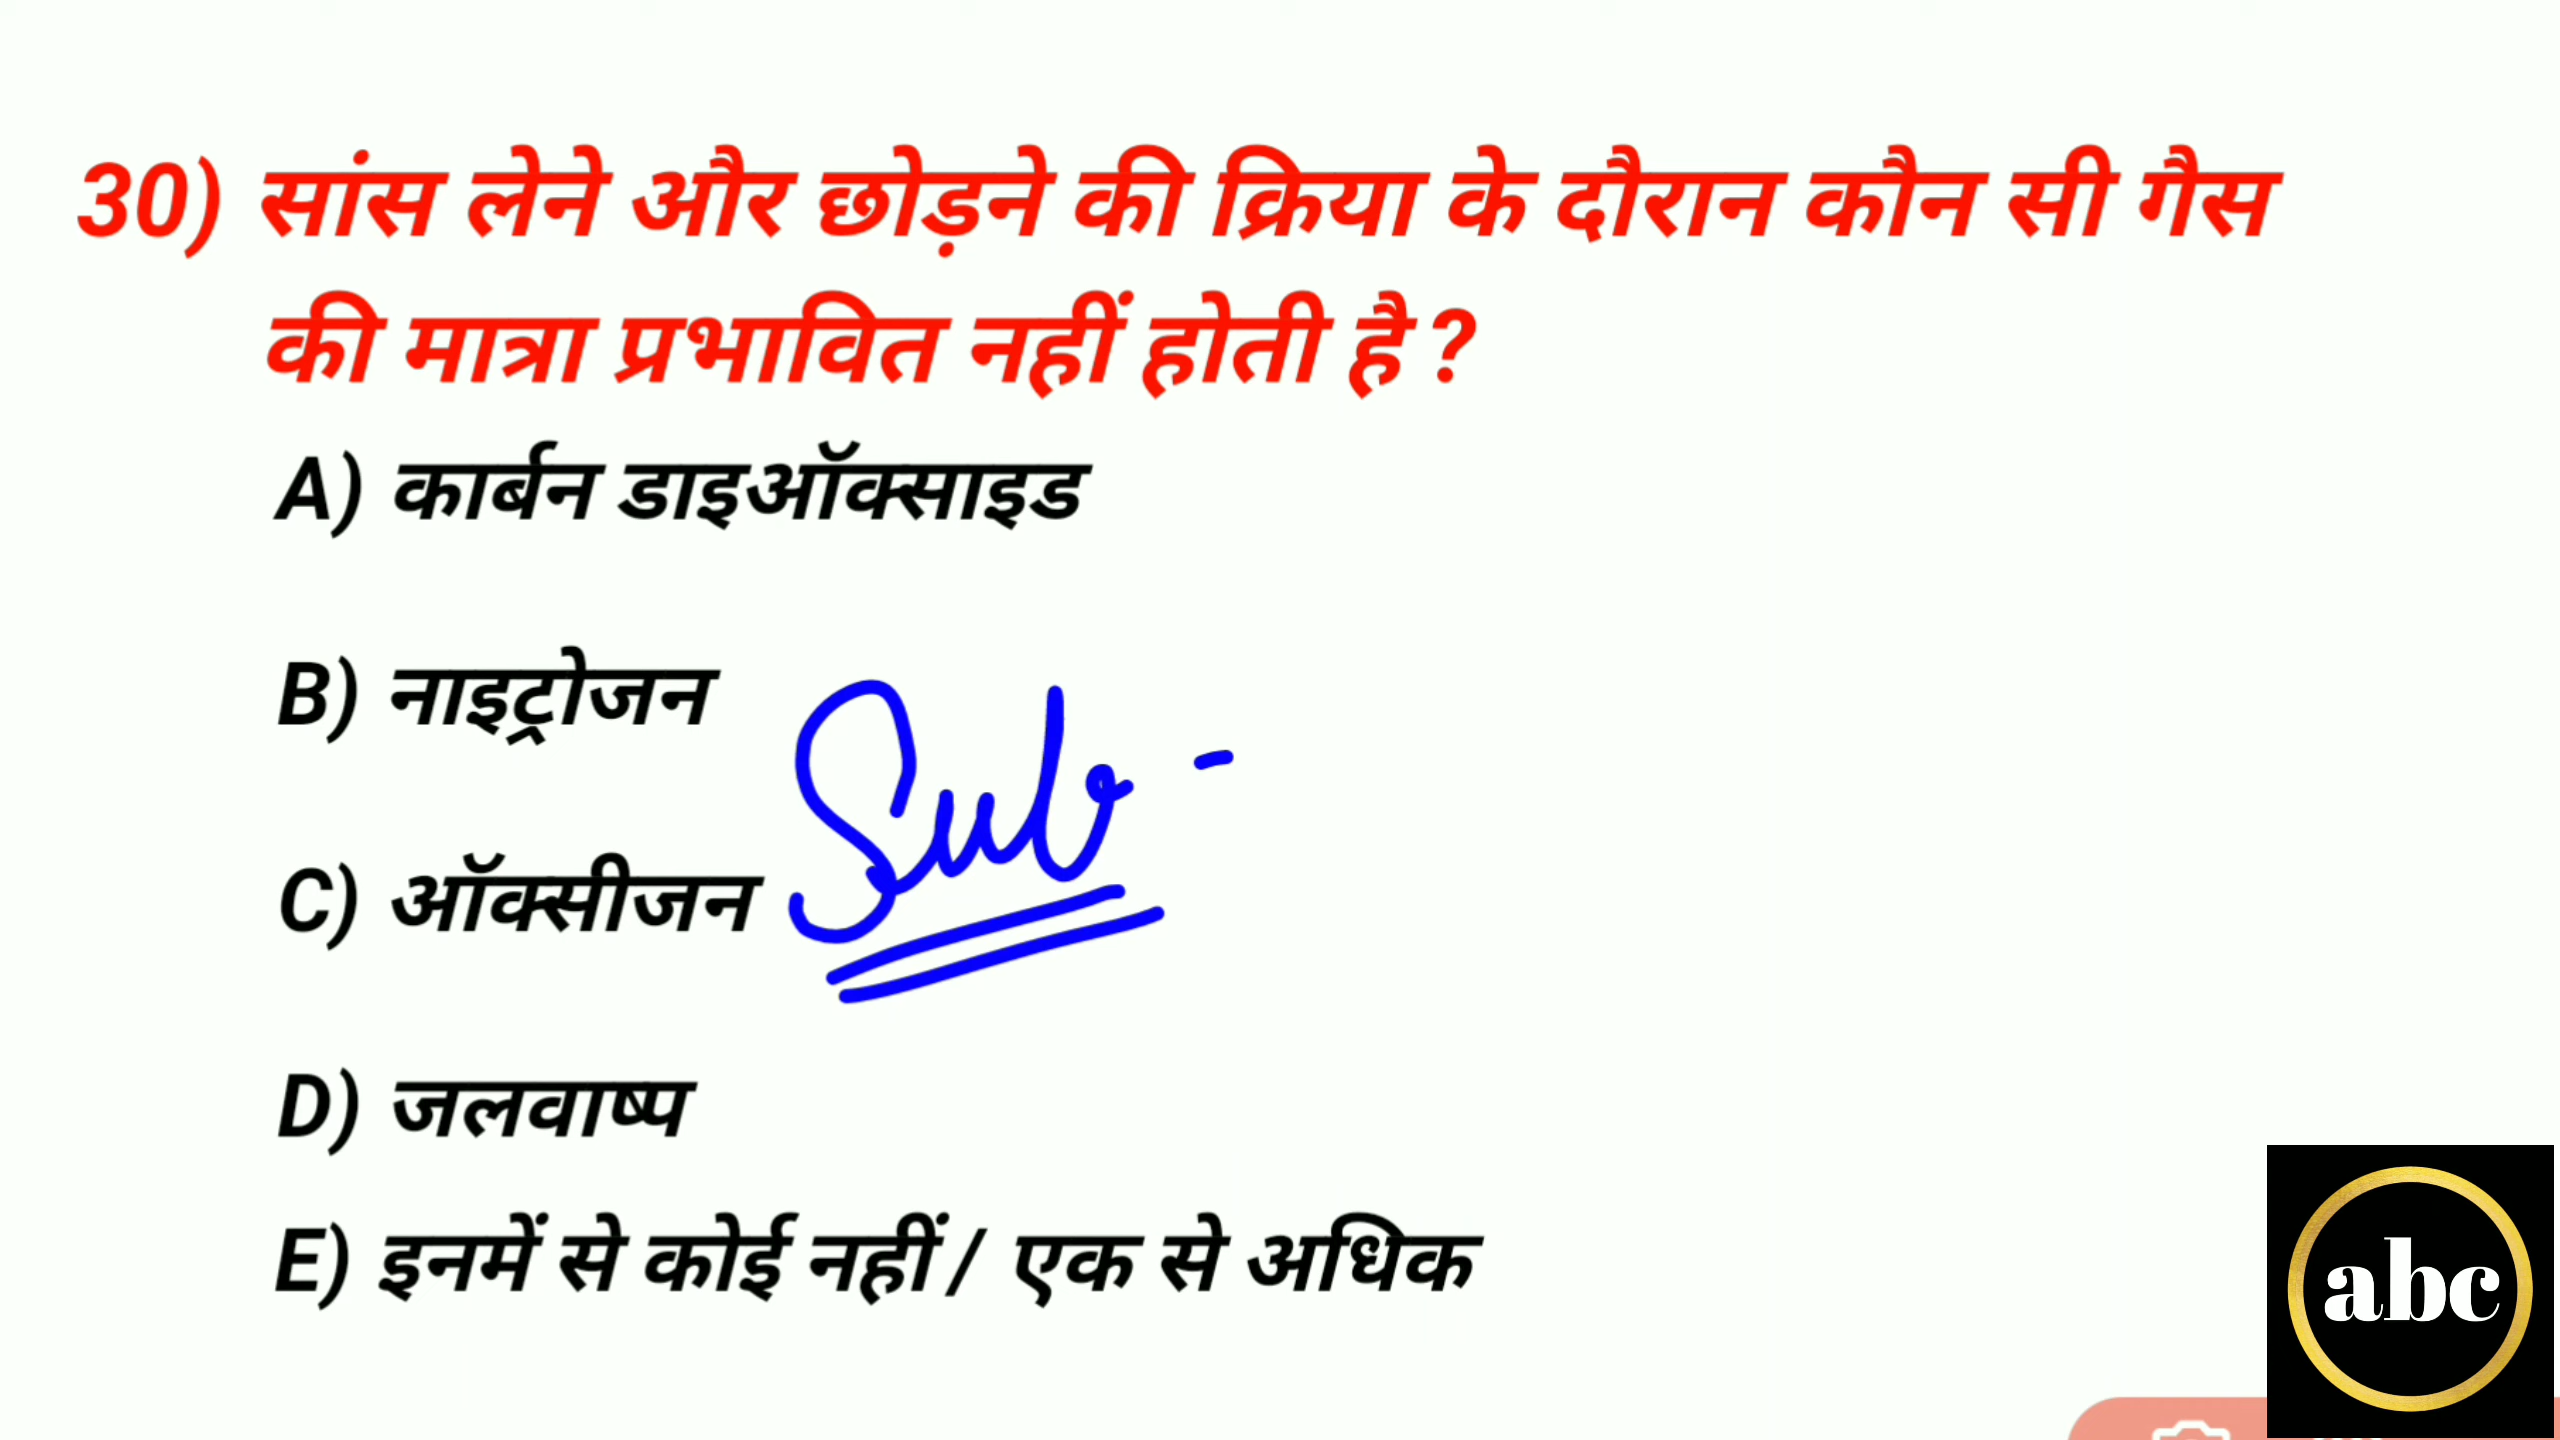 30) सांस लेने और छोड़ने की क्रिया के दौरान कौन सी गैस
की मात्रा प्रभावित नहीं होती है ?
A) कार्बन डाइऑक्साइड
B) नाइट्रोजन
Sub -
C) ऑक्सीजन
D) जलवाष्प
E) इनमें से कोई नहीं / एक से अधिक
abc